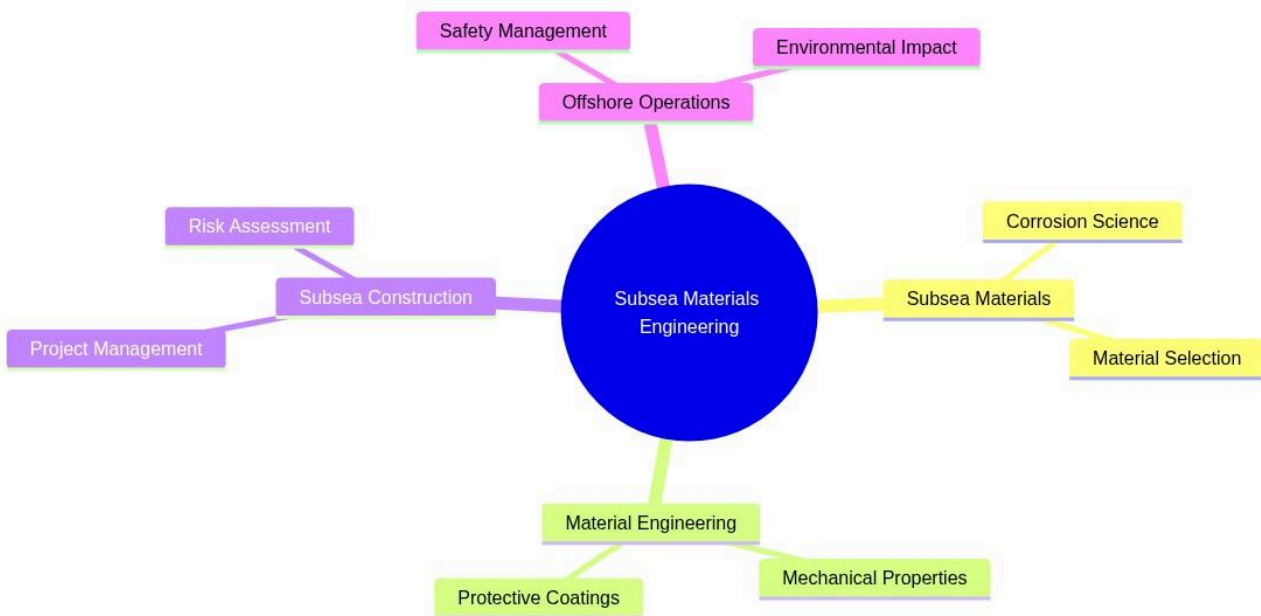 Safety Management
Environmental Impact
Offshore Operations
Risk Assessment
Corrosion Science
Subsea Construction
Subsea Materials
Engineering
Subsea Materials
Project Management
Material Selection
Material Engineering
Mechanical Properties
Protective Coatings